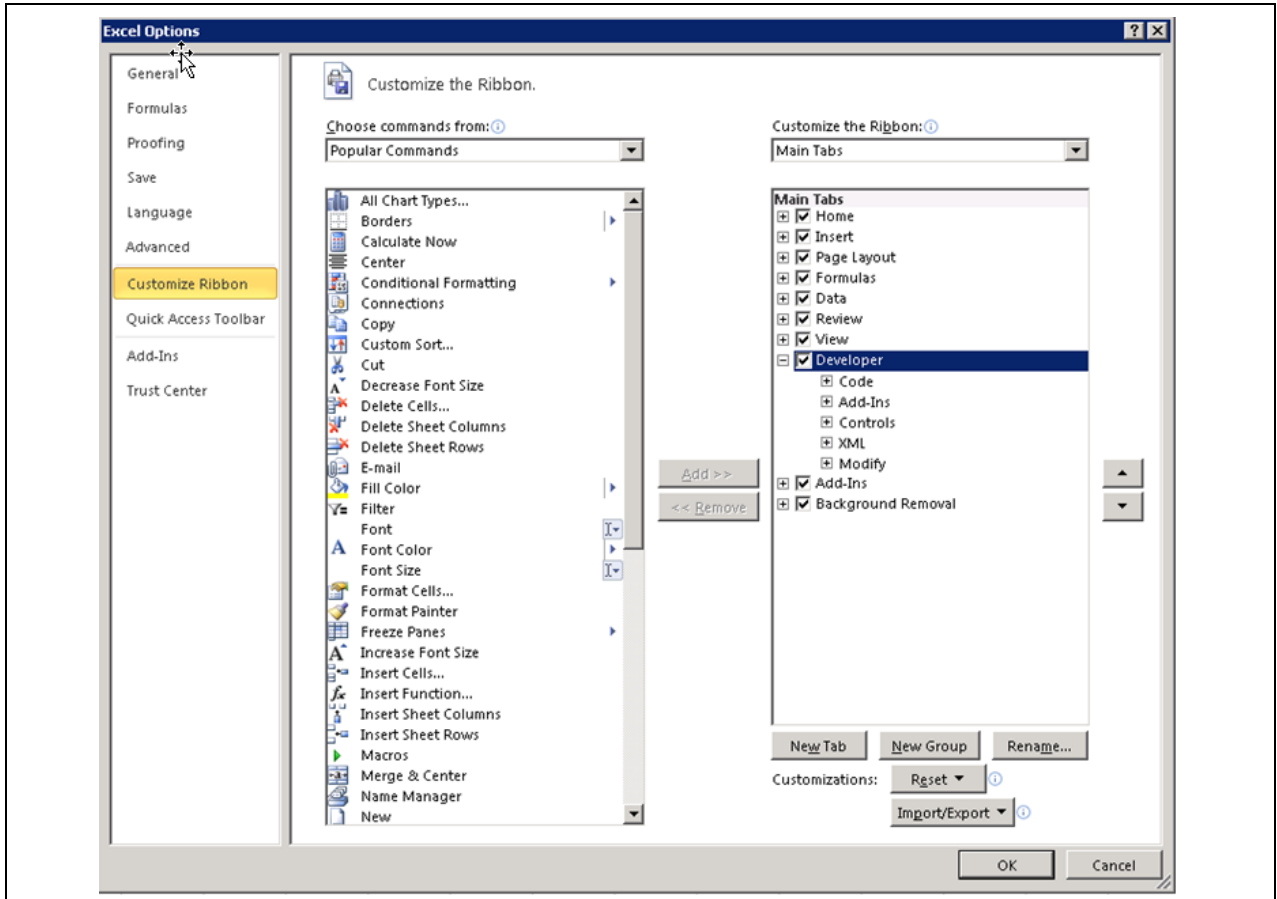 Excel Options
General
Formulas
Proofing
Save
Language
Advanced
Customize Ribbon
Quick Access Toolbar
Add-Ins
Trust Center
Customize the Ribbon.
Choose commands from:
Popular Commands
All Chart Types...
Borders
Calculate Now
Center
Conditional Formatting
Connections
Copy
Custom Sort...
Cut
Decrease Font Size
Delete Cells...
Delete Sheet Columns
Delete Sheet Rows
E-mail
Fill Color
Filter
Font
Font Color
Font Size
Format Cells...
Format Painter
Freeze Panes
Increase Font Size
Insert Cells...
Insert Function...
Insert Sheet Columns
Insert Sheet Rows
Macros
Merge & Center
Name Manager
New
Add >>
<< Remove
Customize the Ribbon:
Main Tabs
Main Tabs
Home
Insert
Page Layout
Formulas
Data
Review
View
Developer
Code
Add-Ins
Controls
XML
Modify
Add-Ins
Background Removal
New Tab
New Group
Rename...
Customizations:
Reset
Import/Export
OK
Cancel